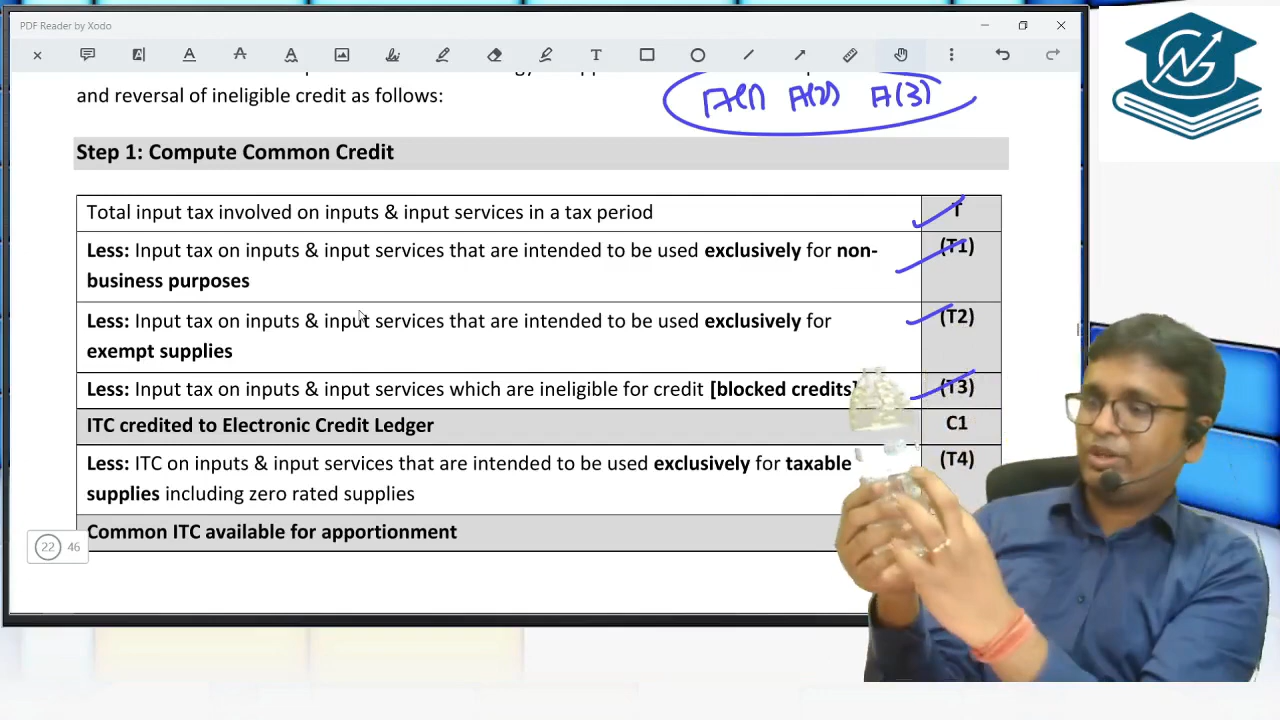 PDF Reader by Xodo
and reversal of ineligible credit as follows:
A(1) A(2) A(3)
Step 1: Compute Common Credit
Total input tax involved on inputs & input services in a tax period T
Less: Input tax on inputs & input services that are intended to be used exclusively for non- (T1)
business purposes
Less: Input tax on inputs & input services that are intended to be used exclusively for (T2)
exempt supplies
Less: Input tax on inputs & input services which are ineligible for credit [blocked credits] (T3)
ITC credited to Electronic Credit Ledger C1
Less: ITC on inputs & input services that are intended to be used exclusively for taxable (T4)
supplies including zero rated supplies
Common ITC available for apportionment
22 46